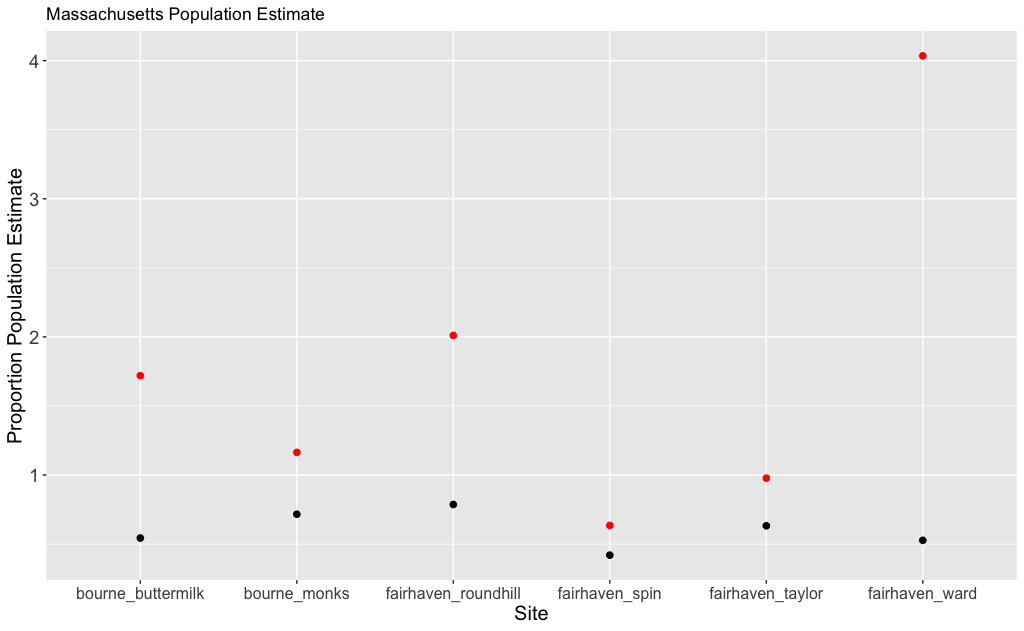 Massachusetts Population Estimate
Proportion Population Estimate
4
3
2
1
bourne_buttermilk bourne_monks fairhaven_roundhill fairhaven_spin fairhaven_taylor fairhaven_ward
Site